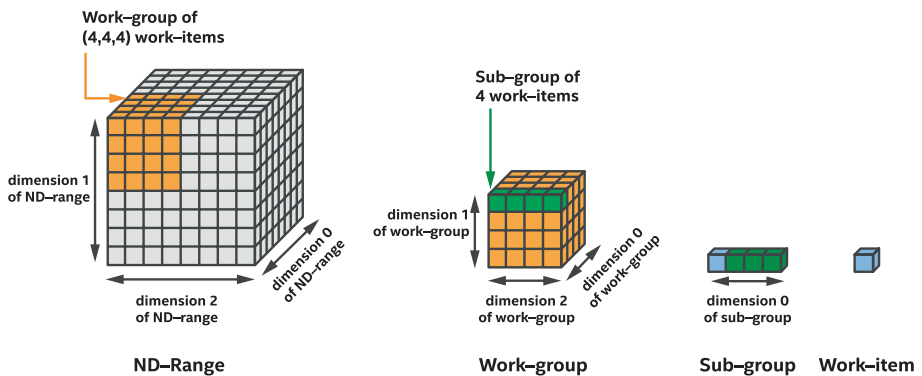 Work–group of
(4,4,4) work–items
dimension 1
of ND–range
dimension 2
of ND–range
dimension 0
of ND–range
ND–Range
Sub–group of
4 work–items
dimension 1
of work–group
dimension 2
of work–group
dimension 0
of work–group
Work–group
dimension 0
of sub–group
Sub–group
Work–item